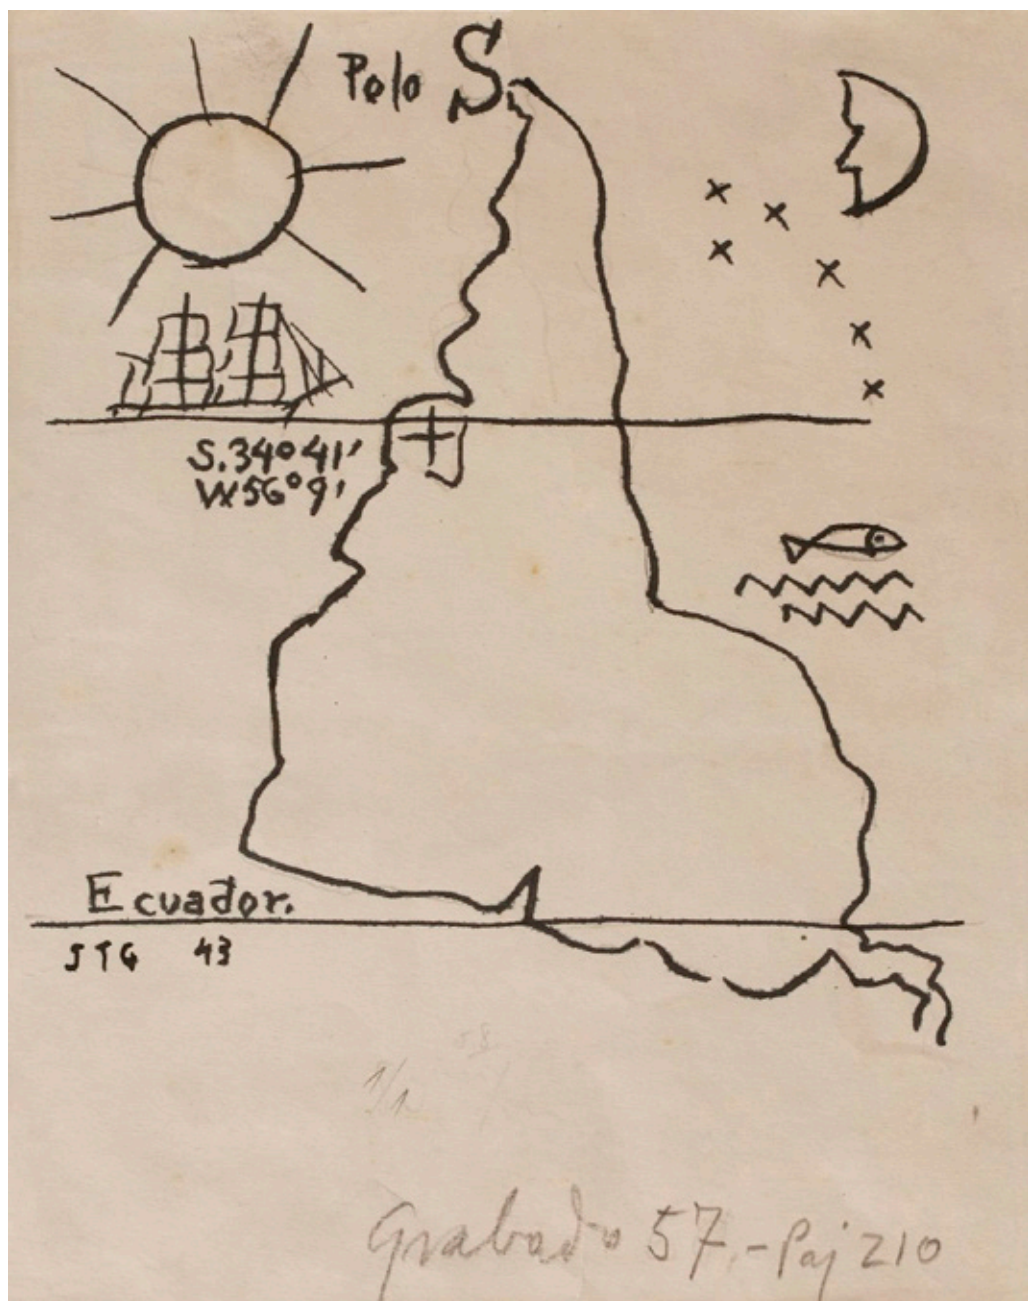 Polo S.
S. 34° 41'
W 56° 9'
Ecuador.
JTG 43
1/1
Grabado 57.- Paj 210